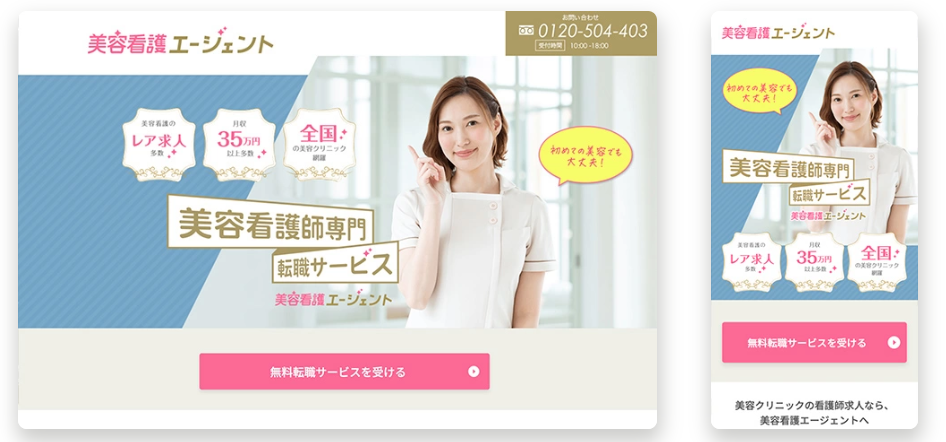 美容看護エージェント
お問い合わせ
0120-504-403
受付時間 10:00 -18:00
美容看護の
レア求人
多数
月収
35万円
以上多数
全国
の美容クリニック
網羅
初めての美容でも
大丈夫!
美容看護師専門
転職サービス
美容看護エージェント
無料転職サービスを受ける
美容看護エージェント
初めての美容でも
大丈夫!
美容看護師専門
転職サービス
美容看護エージェント
美容看護の
レア求人
多数
月収
35万円
以上多数
全国
の美容クリニック
網羅
無料転職サービスを受ける
美容クリニックの看護師求人なら、
美容看護エージェントへ